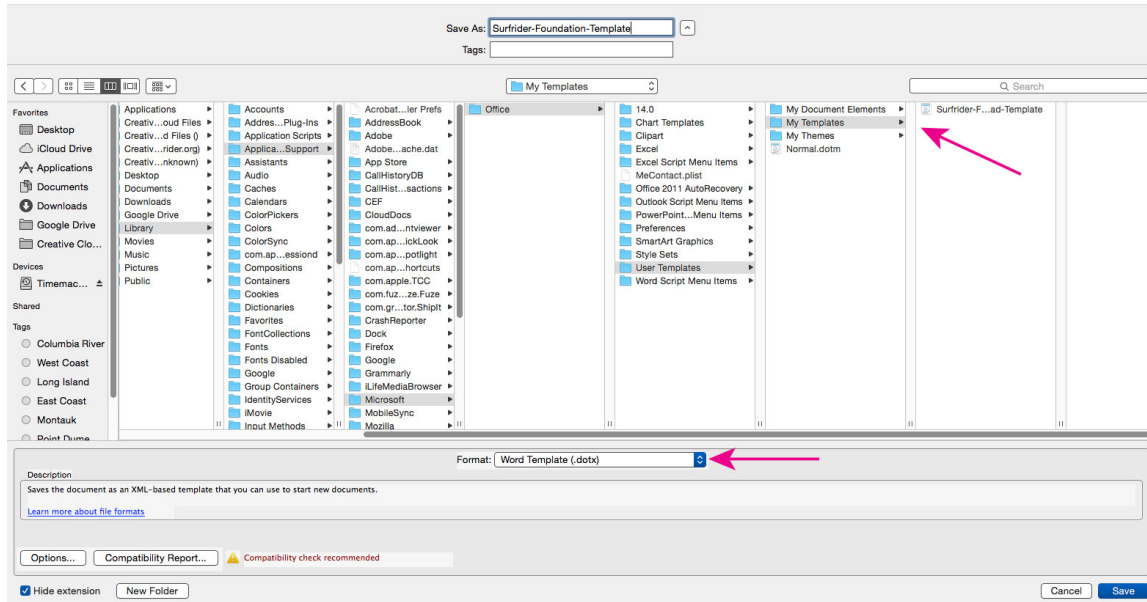 Save As: Surfrider-Foundation-Template
Tags:
My Templates
Search
Favorites
Desktop
iCloud Drive
Applications
Documents
Downloads
Google Drive
Creative Clo...
Devices
Timemac...
Shared
Tags
Columbia River
West Coast
Long Island
East Coast
Montauk
Point Dume
Applications
Creativ...oud Files
Creativ...d Files ()
Creativ...rider.org)
Creativ...nknown)
Desktop
Documents
Downloads
Google Drive
Library
Movies
Music
Pictures
Public
Accounts
Addres...Plug-Ins
Application Scripts
Applica...Support
Assistants
Audio
Caches
Calendars
ColorPickers
Colors
ColorSync
com.ap...essiond
Compositions
Containers
Cookies
Dictionaries
Favorites
FontCollections
Fonts
Fonts Disabled
Google
Group Containers
IdentityServices
iMovie
Input Methods
Acrobat...ler Prefs
AddressBook
Adobe
Adobe...ache.dat
App Store
CallHistoryDB
CallHist...sactions
CEF
CloudDocs
com.ad...ntviewer
com.ap...ickLook
com.ap...potlight
com.ap...hortcuts
com.apple.TCC
com.fuz...ze.Fuze
com.gr...tor.ShipIt
CrashReporter
Dock
Firefox
Google
Grammarly
iLifeMediaBrowser
Microsoft
MobileSync
Mozilla
Office
14.0
Chart Templates
Clipart
Excel
Excel Script Menu Items
MeContact.plist
Office 2011 AutoRecovery
Outlook Script Menu Items
PowerPoint...Menu Items
Preferences
SmartArt Graphics
Style Sets
User Templates
Word Script Menu Items
My Document Elements
My Templates
My Themes
Normal.dotm
Surfrider-F...ad-Template
Format: Word Template (.dotx)
Description
Saves the document as an XML-based template that you can use to start new documents.
Learn more about file formats
Options...
Compatibility Report...
Compatibility check recommended
Hide extension
New Folder
Cancel
Save